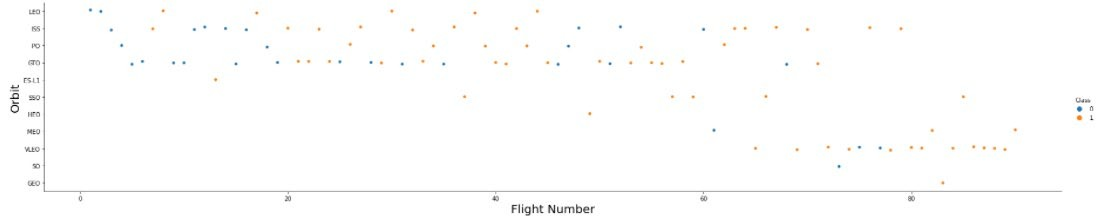 LEO
ISS
PO
GTO
ES-L1
SSO
HEO
MEO
VLEO
SO
GEO
Orbit
0
20
40
60
80
Flight Number
Class
0
1